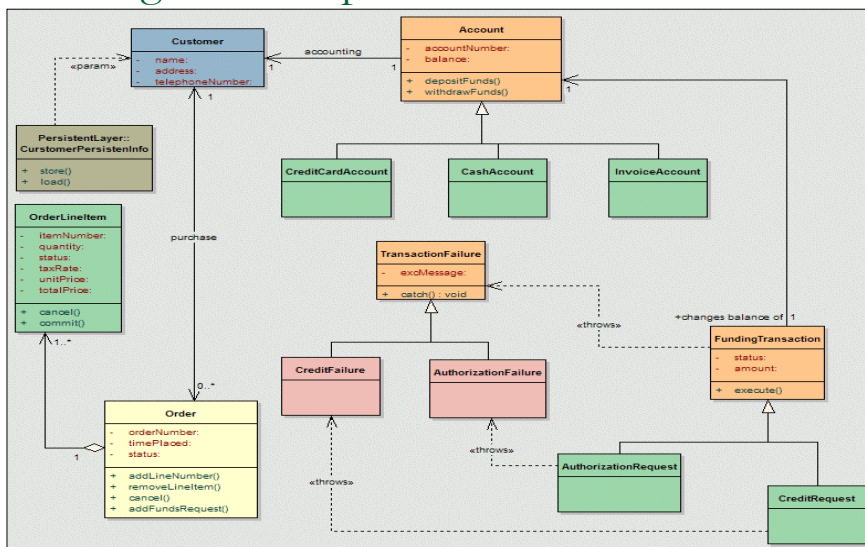 Customer
- name:
- address:
- telephoneNumber:
accounting
1
1
Account
- accountNumber:
- balance:
+ depositFunds()
+ withdrawFunds()
1
«param»
1
PersistentLayer::
CurstomerPersistenInfo
+ store()
+ load()
CreditCardAccount
CashAccount
InvoiceAccount
OrderLineItem
- itemNumber:
- quantity:
- status:
- taxRate:
- unitPrice:
- totalPrice:
+ cancel()
+ commit()
purchase
TransactionFailure
- excMessage:
+ catch() : void
«throws»
+changes balance of 1
1..*
FundingTransaction
- status:
- amount:
+ execute()
CreditFailure
AuthorizationFailure
0..*
Order
- orderNumber:
- timePlaced:
- status:
+ addLineNumber()
+ removeLineItem()
+ cancel()
+ addFundsRequest()
1
«throws»
«throws»
AuthorizationRequest
CreditRequest